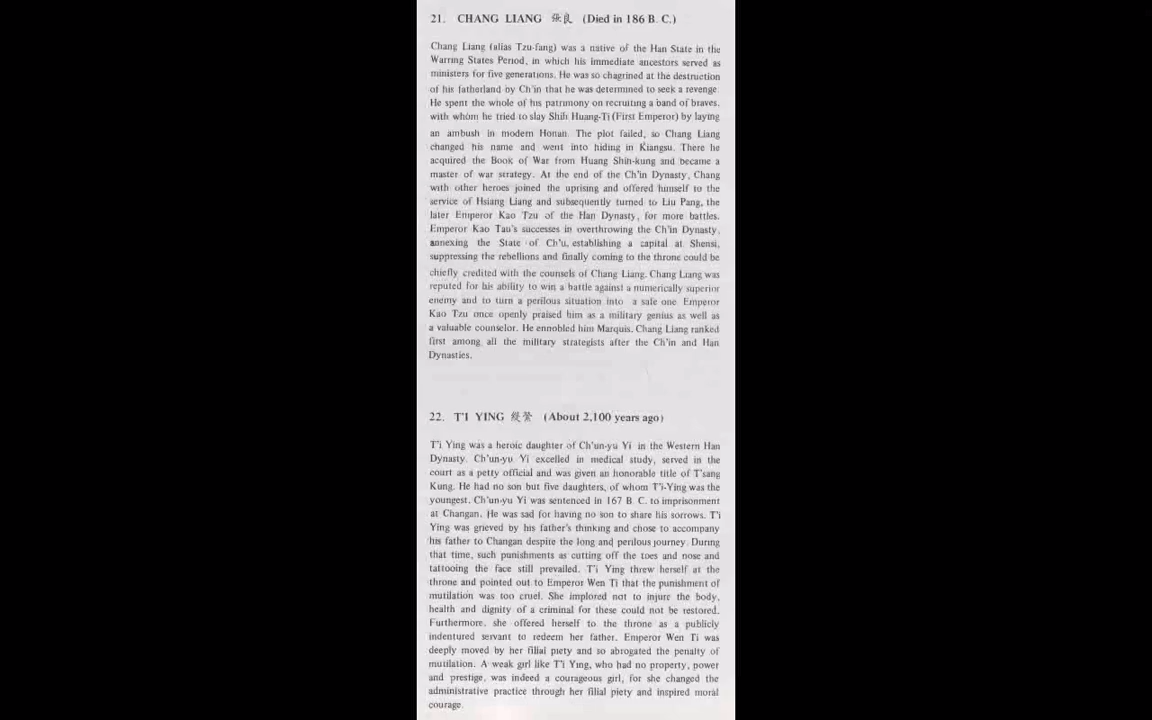 21. CHANG LIANG 張良 (Died in 186 B. C.)
Chang Liang (alias Tzu-fang) was a native of the Han State in the
Warring States Period, in which his immediate ancestors served as
ministers for five generations. He was so chagrined at the destruction
of his fatherland by Ch'in that he was determined to seek a revenge.
He spent the whole of his patrimony on recruiting a band of braves,
with whom he tried to slay Shih Huang-Ti (First Emperor) by laying
an ambush in modern Honan. The plot failed, so Chang Liang
changed his name and went into hiding in Kiangsu. There he
acquired the Book of War from Huang Shih-kung and became a
master of war strategy. At the end of the Ch'in Dynasty, Chang
with other heroes joined the uprising and offered himself to the
service of Hsiang Liang and subsequently turned to Liu Pang, the
later Emperor Kao Tzu of the Han Dynasty, for more battles.
Emperor Kao Tau's successes in overthrowing the Ch'in Dynasty,
annexing the State of Ch'u, establishing a capital at Shensi,
suppressing the rebellions and finally coming to the throne could be
chiefly credited with the counsels of Chang Liang. Chang Liang was
reputed for his ability to win a battle against a numerically superior
enemy and to turn a perilous situation into a safe one Emperor
Kao Tzu once openly praised him as a military genius as well as
a valuable counselor. He ennobled him Marquis. Chang Liang ranked
first among all the military strategists after the Ch'in and Han
Dynasties.
22. T'I YING 緹縈 (About 2,100 years ago)
T'i Ying was a heroic daughter of Ch'un-yu Yi in the Western Han
Dynasty. Ch'un-yu Yi excelled in medical study, served in the
court as a petty official and was given an honorable title of T'sang
Kung. He had no son but five daughters, of whom T'i-Ying was the
youngest. Ch'un-yu Yi was sentenced in 167 B. C. to imprisonment
at Changan. He was sad for having no son to share his sorrows. T'i
Ying was grieved by his father's thinking and chose to accompany
his father to Changan despite the long and perilous journey. During
that time, such punishments as cutting off the toes and nose and
tattooing the face still prevailed. T'i Ying threw herself at the
throne and pointed out to Emperor Wen Ti that the punishment of
mutilation was too cruel. She implored not to injure the body,
health and dignity of a criminal for these could not be restored.
Furthermore, she offered herself to the throne as a publicly
indentured servant to redeem her father. Emperor Wen Ti was
deeply moved by her filial piety and so abrogated the penalty of
mutilation. A weak girl like T'i Ying, who had no property, power
and prestige, was indeed a courageous girl, for she changed the
administrative practice through her filial piety and inspired moral
courage.